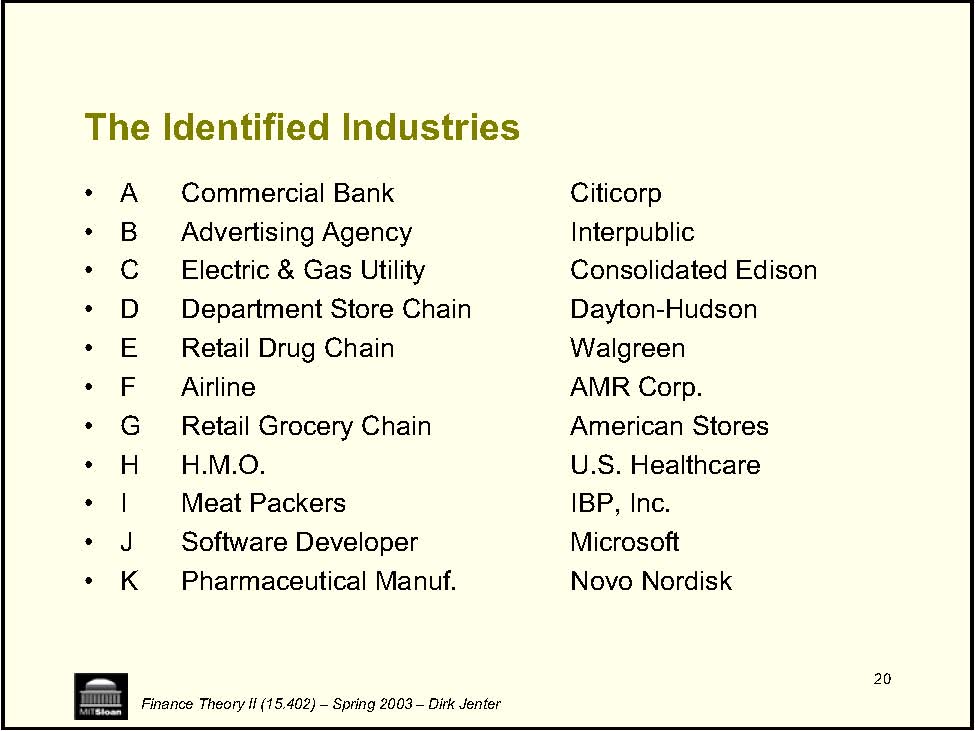 The Identified Industries
• A Commercial Bank Citicorp
• B Advertising Agency Interpublic
• C Electric & Gas Utility Consolidated Edison
• D Department Store Chain Dayton-Hudson
• E Retail Drug Chain Walgreen
• F Airline AMR Corp.
• G Retail Grocery Chain American Stores
• H H.M.O. U.S. Healthcare
• I Meat Packers IBP, Inc.
• J Software Developer Microsoft
• K Pharmaceutical Manuf. Novo Nordisk
20
MITSloan
Finance Theory II (15.402) – Spring 2003 – Dirk Jenter